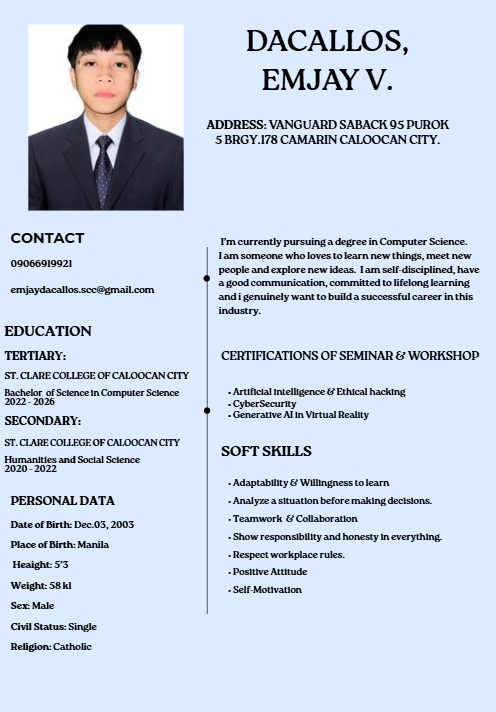 DACALLOS,
EMJAY V.
ADDRESS: VANGUARD SABACK 95 PUROK
5 BRGY.178 CAMARIN CALOOCAN CITY.
CONTACT
09066919921
emjaydacallos.scc@gmail.com
EDUCATION
TERTIARY:
ST. CLARE COLLEGE OF CALOOCAN CITY
Bachelor of Science in Computer Science
2022 - 2026
SECONDARY:
ST. CLARE COLLEGE OF CALOOCAN CITY
Humanities and Social Science
2020 - 2022
PERSONAL DATA
Date of Birth: Dec.03, 2003
Place of Birth: Manila
Heaight: 5'3
Weight: 58 kl
Sex: Male
Civil Status: Single
Religion: Catholic
I'm currently pursuing a degree in Computer Science.
I am someone who loves to learn new things, meet new
people and explore new ideas. I am self-disciplined, have
a good communication, committed to lifelong learning
and i genuinely want to build a successful career in this
industry.
CERTIFICATIONS OF SEMINAR & WORKSHOP
• Artificial intelligence & Ethical hacking
• CyberSecurity
• Generative AI in Virtual Reality
SOFT SKILLS
• Adaptability & Willingness to learn
• Analyze a situation before making decisions.
• Teamwork & Collaboration
• Show responsibility and honesty in everything.
• Respect workplace rules.
• Positive Attitude
• Self-Motivation